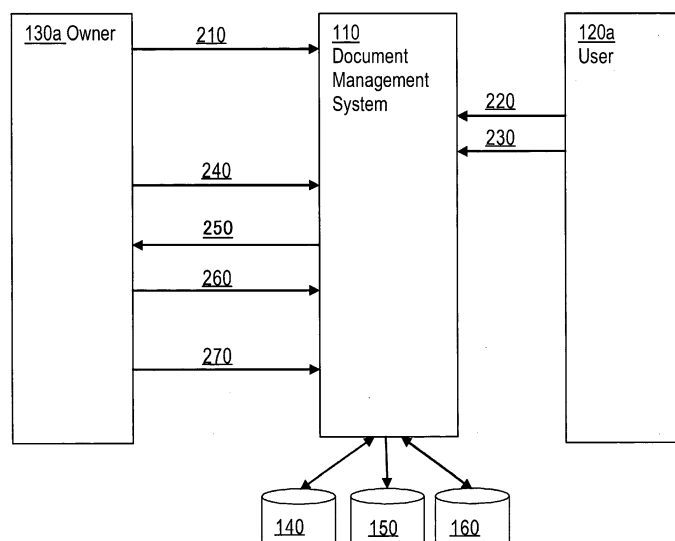 130a Owner
210
110
Document
Management
System
120a
User
220
230
240
250
260
270
140
150
160